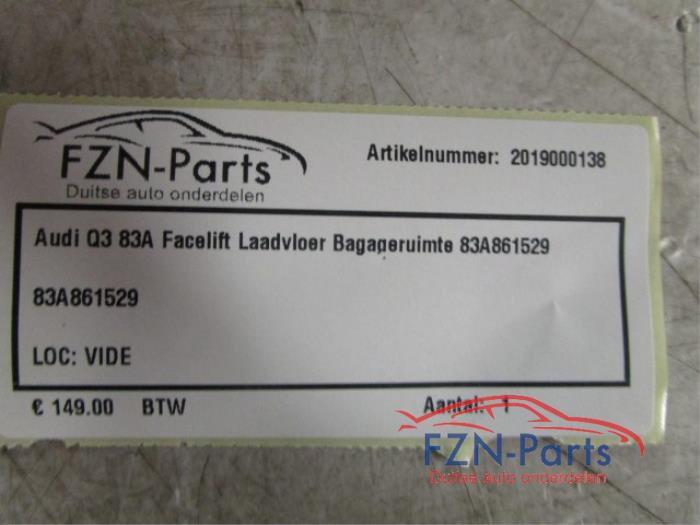 FZN-Parts
Duitse auto onderdelen
Artikelnummer: 2019000138
Audi Q3 83A Facelift Laadvloer Bagageruimte 83A861529
83A861529
LOC: VIDE
€ 149.00 BTW
Aantal: 1
FZN-Parts
Duitse auto onderdelen